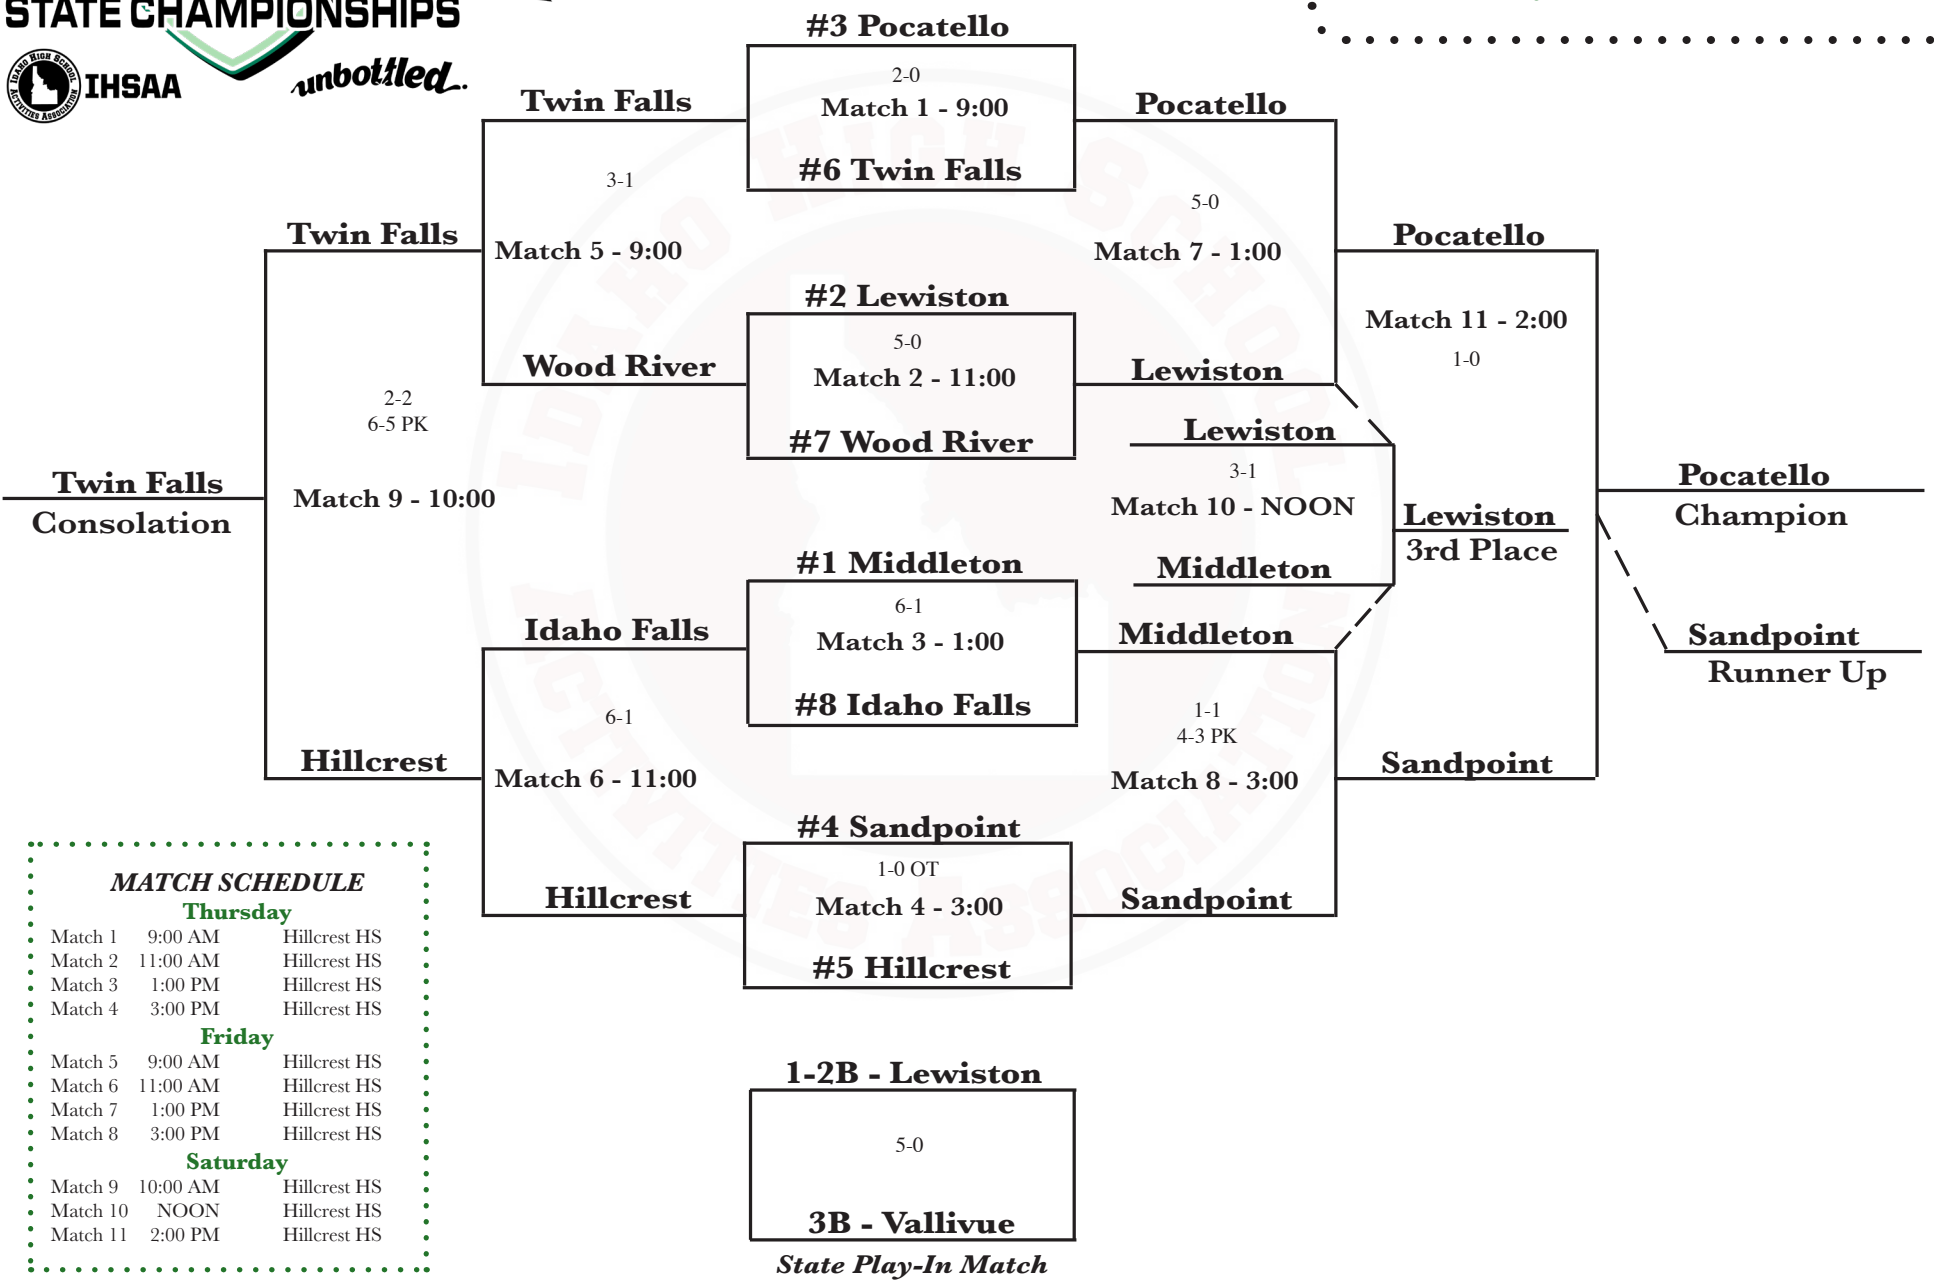 STATE CHAMPIONSHIPS
IDAHO HIGH SCHOOL
ACTIVITIES ASSOCIATION
IHSAA
unbottled.
#3 Pocatello
2-0
Match 1 - 9:00
#6 Twin Falls
Twin Falls
Pocatello
3-1
Match 5 - 9:00
5-0
Match 7 - 1:00
Twin Falls
Pocatello
#2 Lewiston
5-0
Match 2 - 11:00
#7 Wood River
Wood River
Lewiston
Match 11 - 2:00
1-0
2-2
6-5 PK
Match 9 - 10:00
Twin Falls
Consolation
Lewiston
3-1
Match 10 - NOON
Middleton
Lewiston
3rd Place
Pocatello
Champion
#1 Middleton
6-1
Match 3 - 1:00
#8 Idaho Falls
Idaho Falls
Middleton
Sandpoint
Runner Up
6-1
Match 6 - 11:00
1-1
4-3 PK
Match 8 - 3:00
Hillcrest
Sandpoint
#4 Sandpoint
1-0 OT
Match 4 - 3:00
#5 Hillcrest
Hillcrest
Sandpoint
MATCH SCHEDULE
Thursday
Match 1 9:00 AM Hillcrest HS
Match 2 11:00 AM Hillcrest HS
Match 3 1:00 PM Hillcrest HS
Match 4 3:00 PM Hillcrest HS
Friday
Match 5 9:00 AM Hillcrest HS
Match 6 11:00 AM Hillcrest HS
Match 7 1:00 PM Hillcrest HS
Match 8 3:00 PM Hillcrest HS
Saturday
Match 9 10:00 AM Hillcrest HS
Match 10 NOON Hillcrest HS
Match 11 2:00 PM Hillcrest HS
1-2B - Lewiston
5-0
3B - Vallivue
State Play-In Match
IDAHO HIGH SCHOOL
ACTIVITIES ASSOCIATION